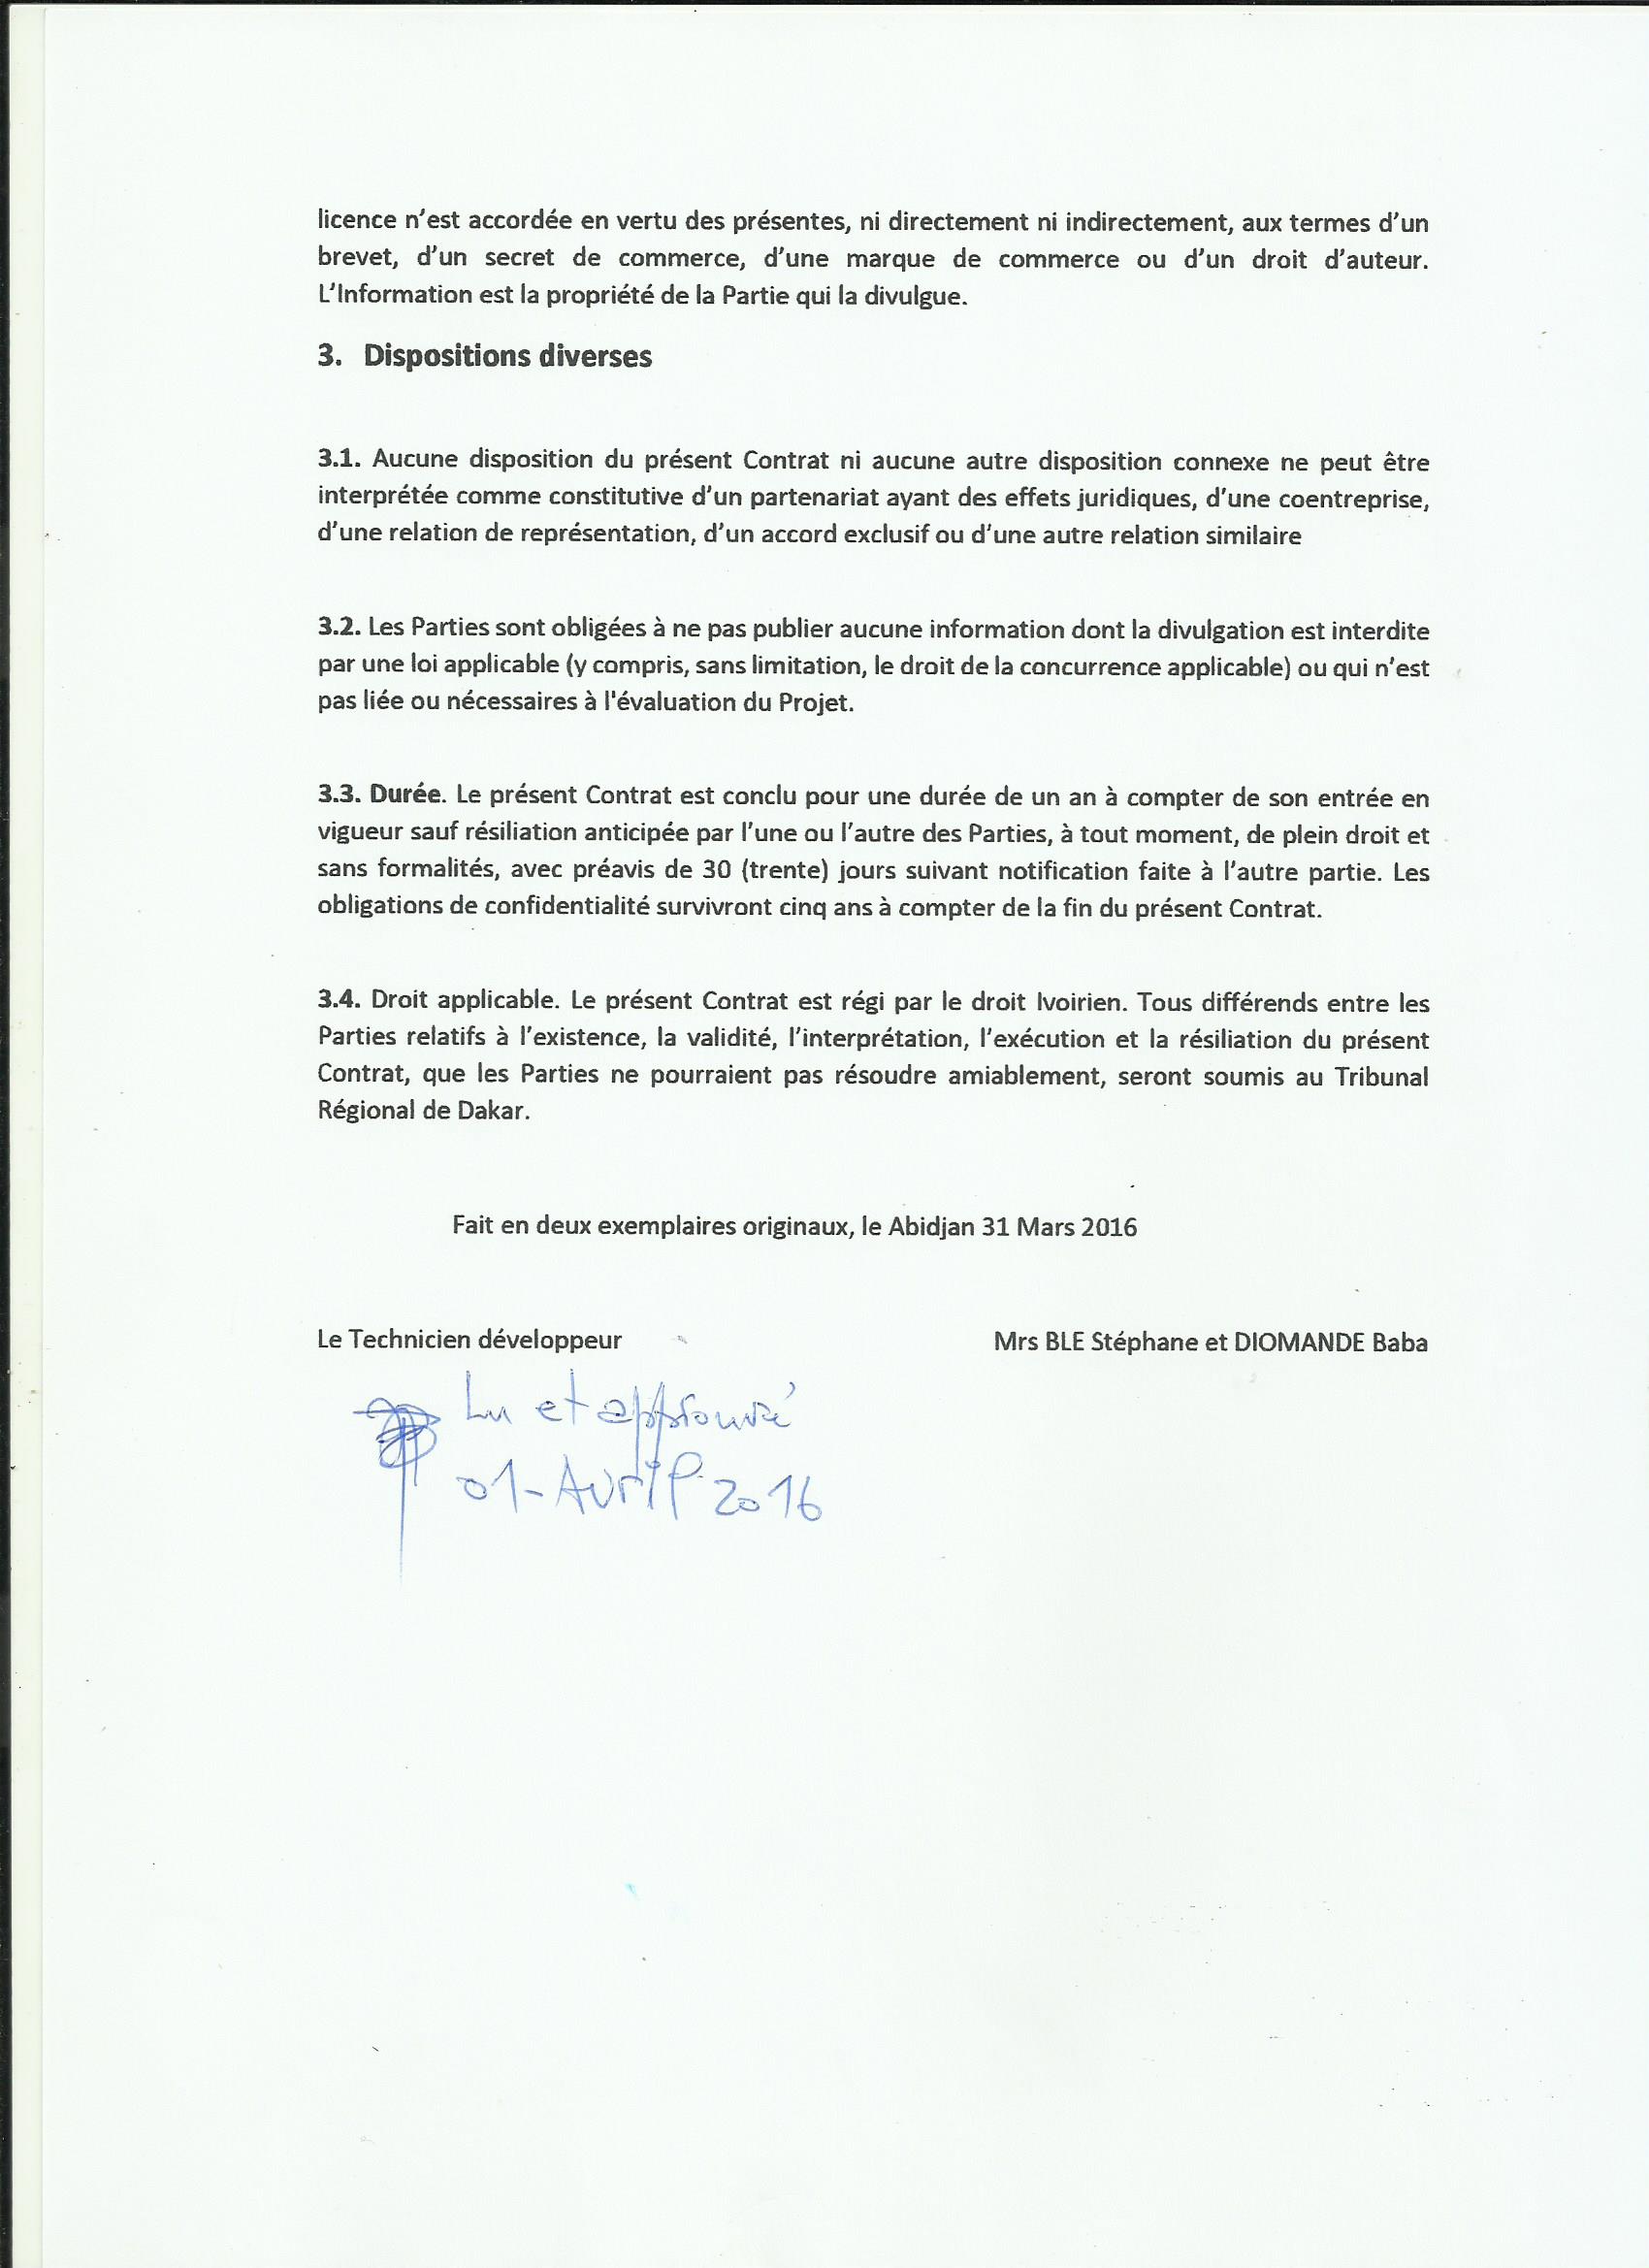 licence n'est accordée en vertu des présentes, ni directement ni indirectement, aux termes d'un
brevet, d'un secret de commerce, d'une marque de commerce ou d'un droit d'auteur.
L'Information est la propriété de la Partie qui la divulgue.
3. Dispositions diverses
3.1. Aucune disposition du présent Contrat ni aucune autre disposition connexe ne peut être
interprétée comme constitutive d'un partenariat ayant des effets juridiques, d'une coentreprise,
d'une relation de représentation, d'un accord exclusif ou d'une autre relation similaire
3.2. Les Parties sont obligées à ne pas publier aucune information dont la divulgation est interdite
par une loi applicable (y compris, sans limitation, le droit de la concurrence applicable) ou qui n'est
pas liée ou nécessaires à l'évaluation du Projet.
3.3. Durée. Le présent Contrat est conclu pour une durée de un an à compter de son entrée en
vigueur sauf résiliation anticipée par l'une ou l'autre des Parties, à tout moment, de plein droit et
sans formalités, avec préavis de 30 (trente) jours suivant notification faite à l'autre partie. Les
obligations de confidentialité survivront cinq ans à compter de la fin du présent Contrat.
3.4. Droit applicable. Le présent Contrat est régi par le droit Ivoirien. Tous différends entre les
Parties relatifs à l'existence, la validité, l'interprétation, l'exécution et la résiliation du présent
Contrat, que les Parties ne pourraient pas résoudre amiablement, seront soumis au Tribunal
Régional de Dakar.
Fait en deux exemplaires originaux, le Abidjan 31 Mars 2016
Le Technicien développeur Mrs BLE Stéphane et DIOMANDE Baba
Lu et approuvé
01-Avril 2016